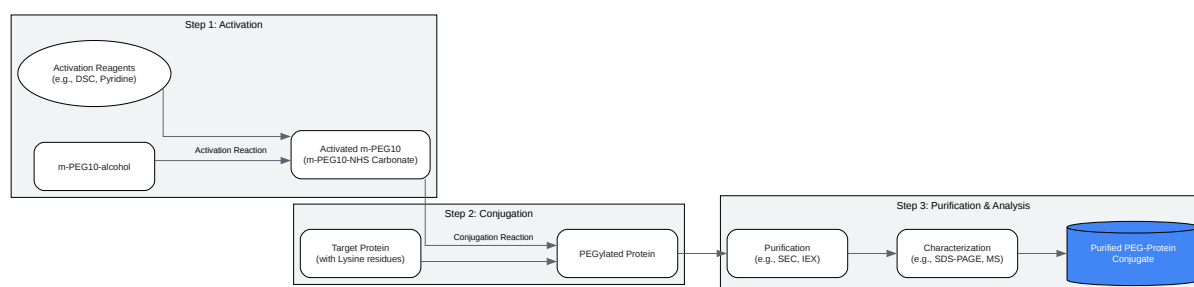 Step 1: Activation
Activation Reagents
(e.g., DSC, Pyridine)
m-PEG10-alcohol
Activation Reaction
Activated m-PEG10
(m-PEG10-NHS Carbonate)
Step 2: Conjugation
Target Protein
(with Lysine residues)
Conjugation Reaction
PEGylated Protein
Step 3: Purification & Analysis
Purification
(e.g., SEC, IEX)
Characterization
(e.g., SDS-PAGE, MS)
Purified PEG-Protein
Conjugate